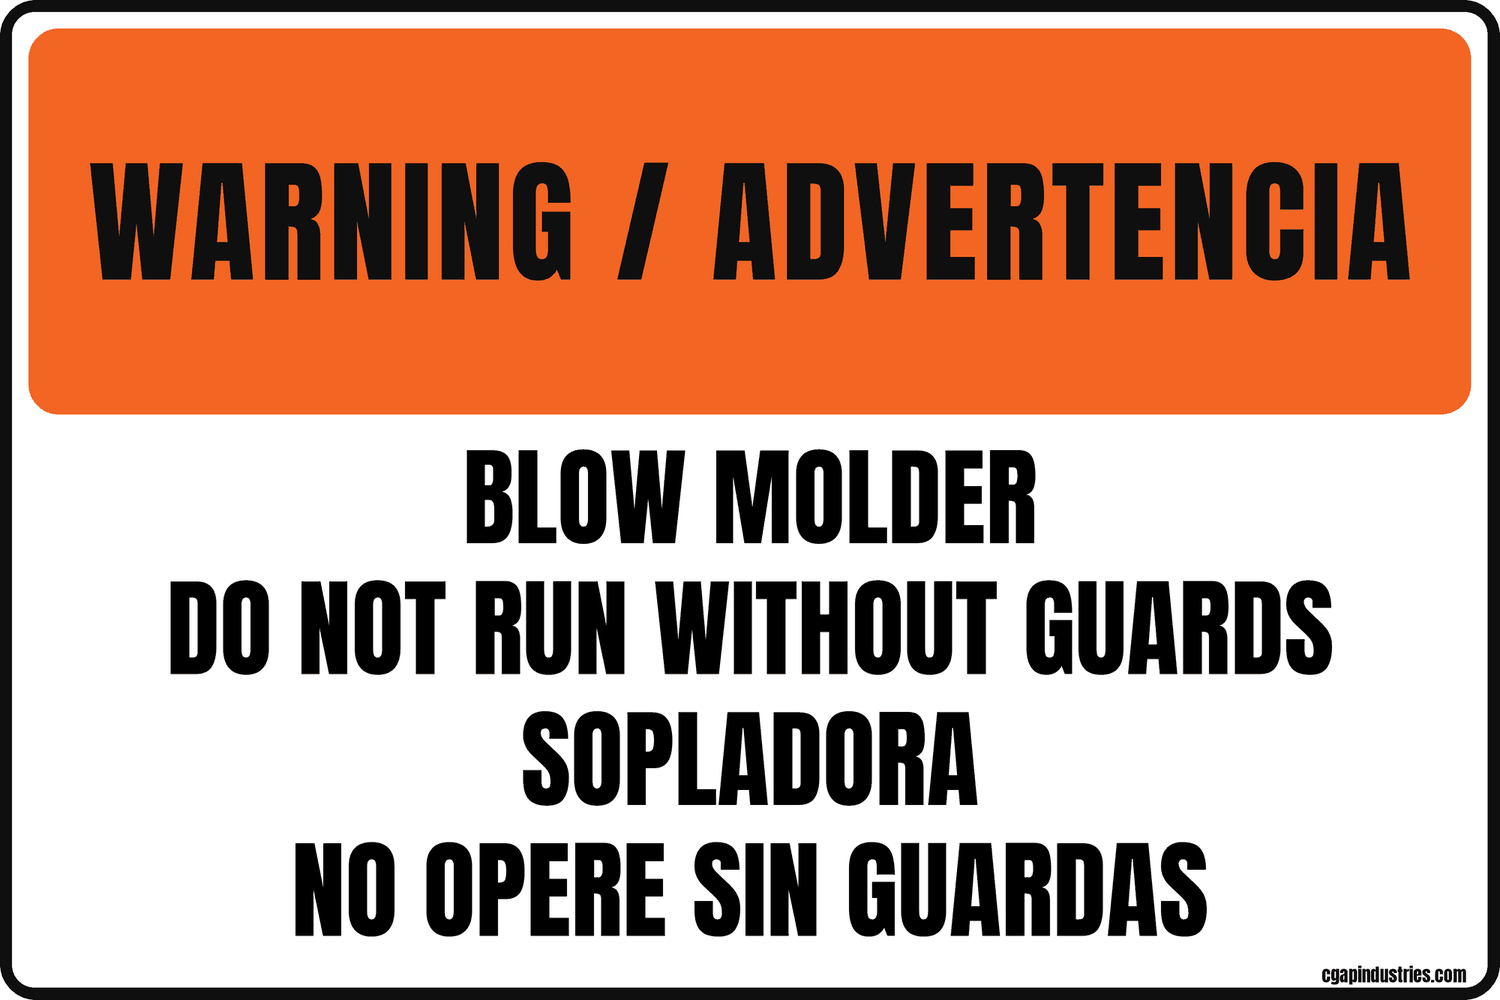 WARNING / ADVERTENCIA
BLOW MOLDER
DO NOT RUN WITHOUT GUARDS
SOPLADORA
NO OPERE SIN GUARDAS
cgapindustries.com